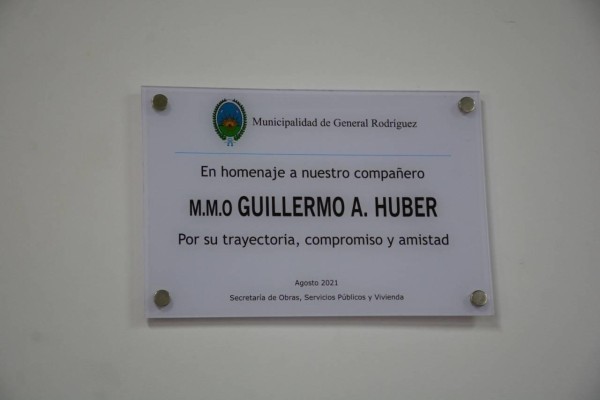 Municipalidad de General Rodríguez
En homenaje a nuestro compañero
M.M.O GUILLERMO A. HUBER
Por su trayectoria, compromiso y amistad
Agosto 2021
Secretaría de Obras, Servicios Públicos y Vivienda